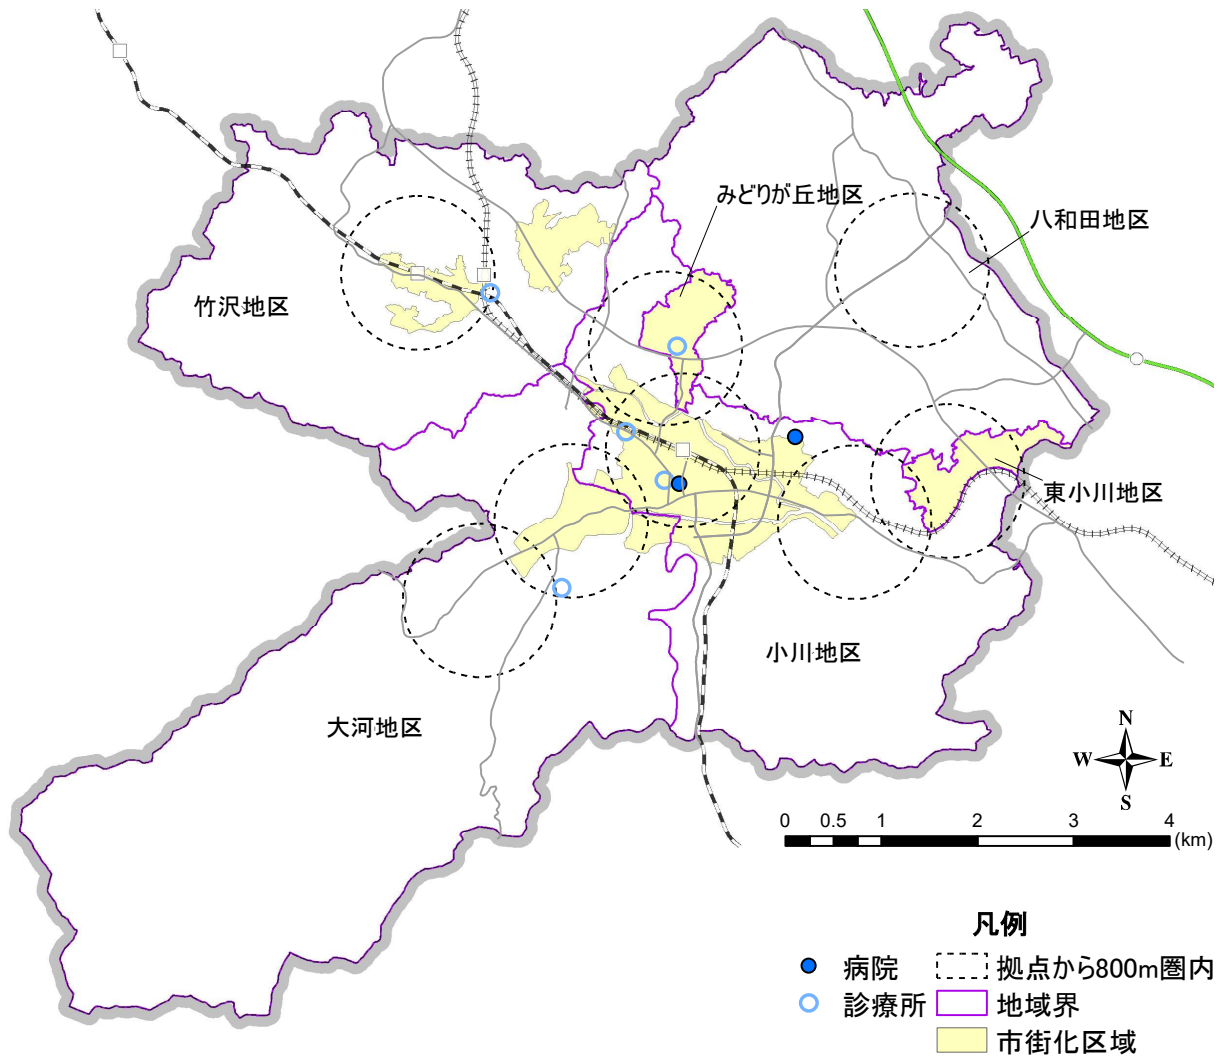 みどりが丘地区
八和田地区
竹沢地区
東小川地区
小川地区
大河地区
N
W E
S
0 0.5 1 2 3 4
(km)
凡例
病院 拠点から800m圏内
診療所 地域界
市街化区域